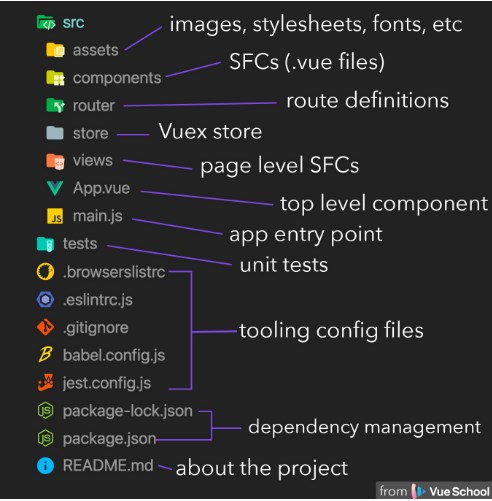 src
images, stylesheets, fonts, etc
assets
SFCs (.vue files)
components
route definitions
router
store
Vuex store
views
page level SFCs
App.vue
top level component
JS main.js
app entry point
tests
unit tests
.browserslistrc
.eslintrc.js
.gitignore
tooling config files
babel.config.js
jest.config.js
package-lock.json
dependency management
package.json
README.md
about the project
from Vue School